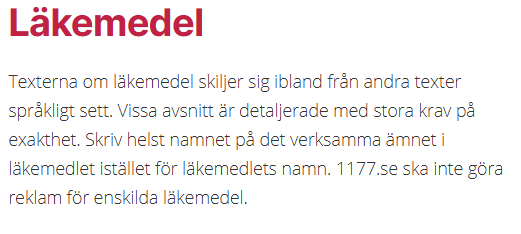 Läkemedel
Texterna om läkemedel skiljer sig ibland från andra texter
språkligt sett. Vissa avsnitt är detaljerade med stora krav på
exakthet. Skriv helst namnet på det verksamma ämnet i
läkemedlet istället för läkemedlets namn. 1177.se ska inte göra
reklam för enskilda läkemedel.